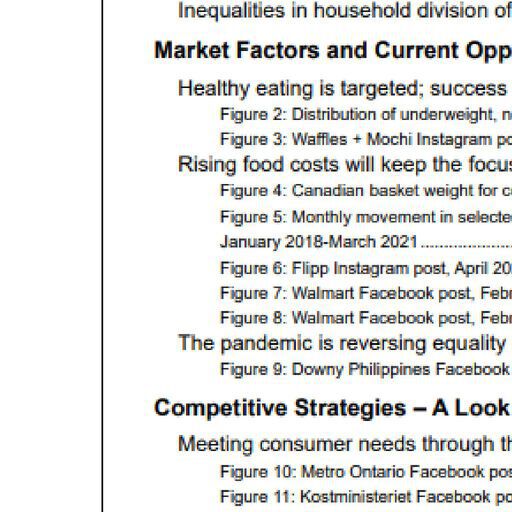 Inequalities in household division of
Market Factors and Current Opp
Healthy eating is targeted; success
Figure 2: Distribution of underweight, n
Figure 3: Waffles + Mochi Instagram po
Rising food costs will keep the focus
Figure 4: Canadian basket weight for c
Figure 5: Monthly movement in selecte
January 2018-March 2021....................
Figure 6: Flipp Instagram post, April 20
Figure 7: Walmart Facebook post, Febr
Figure 8: Walmart Facebook post, Febr
The pandemic is reversing equality
Figure 9: Downy Philippines Facebook
Competitive Strategies – A Look
Meeting consumer needs through th
Figure 10: Metro Ontario Facebook pos
Figure 11: Kostministeriet Facebook po